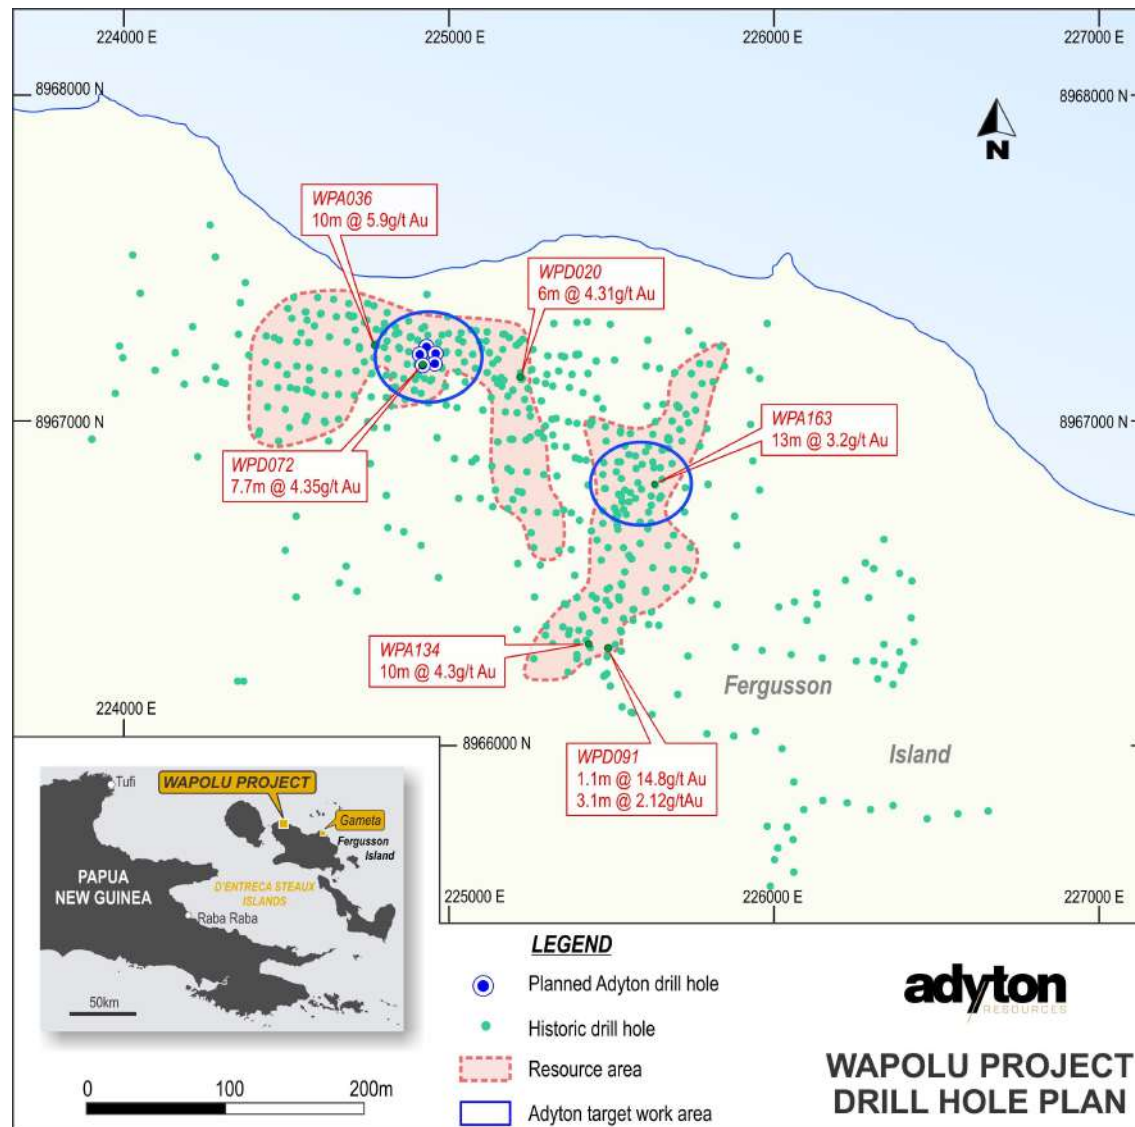 224000 E
225000 E
226000 E
227000 E
8968000 N
8968000 N
N
WPA036
10m @ 5.9g/t Au
WPD020
6m @ 4.31g/t Au
8967000 N
8967000 N
WPA163
13m @ 3.2g/t Au
WPD072
7.7m @ 4.35g/t Au
WPA134
10m @ 4.3g/t Au
Fergusson
Island
224000 E
8966000 N
WPD091
1.1m @ 14.8g/t Au
3.1m @ 2.12g/tAu
Tufi
WAPOLU PROJECT
Gameta
Fergusson
Island
PAPUA
NEW GUINEA
D'ENTRECA STEAUX
ISLANDS
Raba Raba
50km
225000 E
226000 E
227000 E
LEGEND
Planned Adyton drill hole
Historic drill hole
Resource area
Adyton target work area
0
100
200m
adyton
RESOURCES
WAPOLU PROJECT
DRILL HOLE PLAN